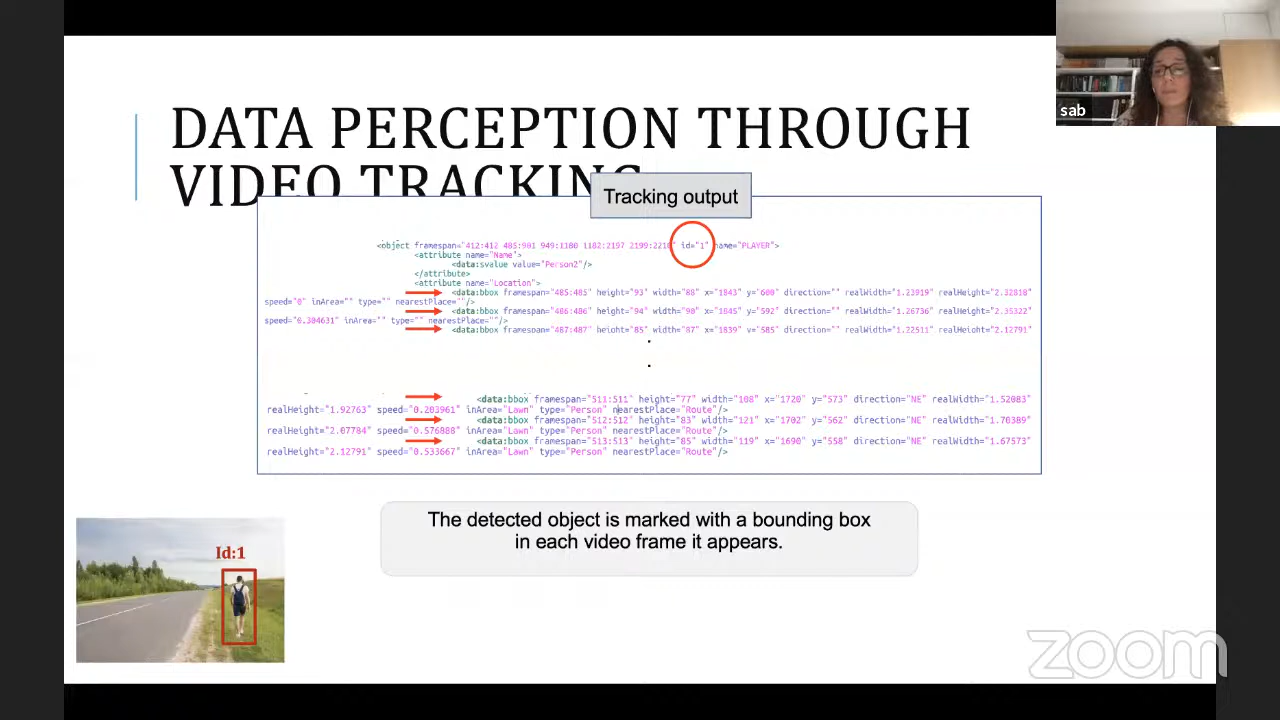 sab
DATA PERCEPTION THROUGH
VIDEO TRACKING
Tracking output
<object framespan="412:412 485:901 949:1180 1182:2197 2199:2210" id="1" name="PLAYER">
<attribute name="Name">
<data:svalue value="Person2"/>
</attribute>
<attribute name="Location">
<data:bbox framespan="485:485" height="93" width="88" x="1843" y="600" direction="" realWidth="1.23919" realHeight="2.32818"
speed="0" inArea="" type="" nearestPlace=""/>
<data:bbox framespan="486:486" height="94" width="90" x="1845" y="592" direction="" realWidth="1.26736" realHeight="2.35322"
speed="0.304631" inArea="" type="" nearestPlace=""/>
<data:bbox framespan="487:487" height="85" width="87" x="1839" y="585" direction="" realWidth="1.22511" realHeight="2.12791"
.
.
<data:bbox framespan="511:511" height="77" width="108" x="1720" y="573" direction="NE" realWidth="1.52083"
realHeight="1.92763" speed="0.203961" inArea="Lawn" type="Person" nearestPlace="Route"/>
<data:bbox framespan="512:512" height="83" width="121" x="1702" y="562" direction="NE" realWidth="1.70389"
realHeight="2.07784" speed="0.576888" inArea="Lawn" type="Person" nearestPlace="Route"/>
<data:bbox framespan="513:513" height="85" width="119" x="1690" y="558" direction="NE" realWidth="1.67573"
realHeight="2.12791" speed="0.533667" inArea="Lawn" type="Person" nearestPlace="Route"/>
The detected object is marked with a bounding box
in each video frame it appears.
Id:1
zoom